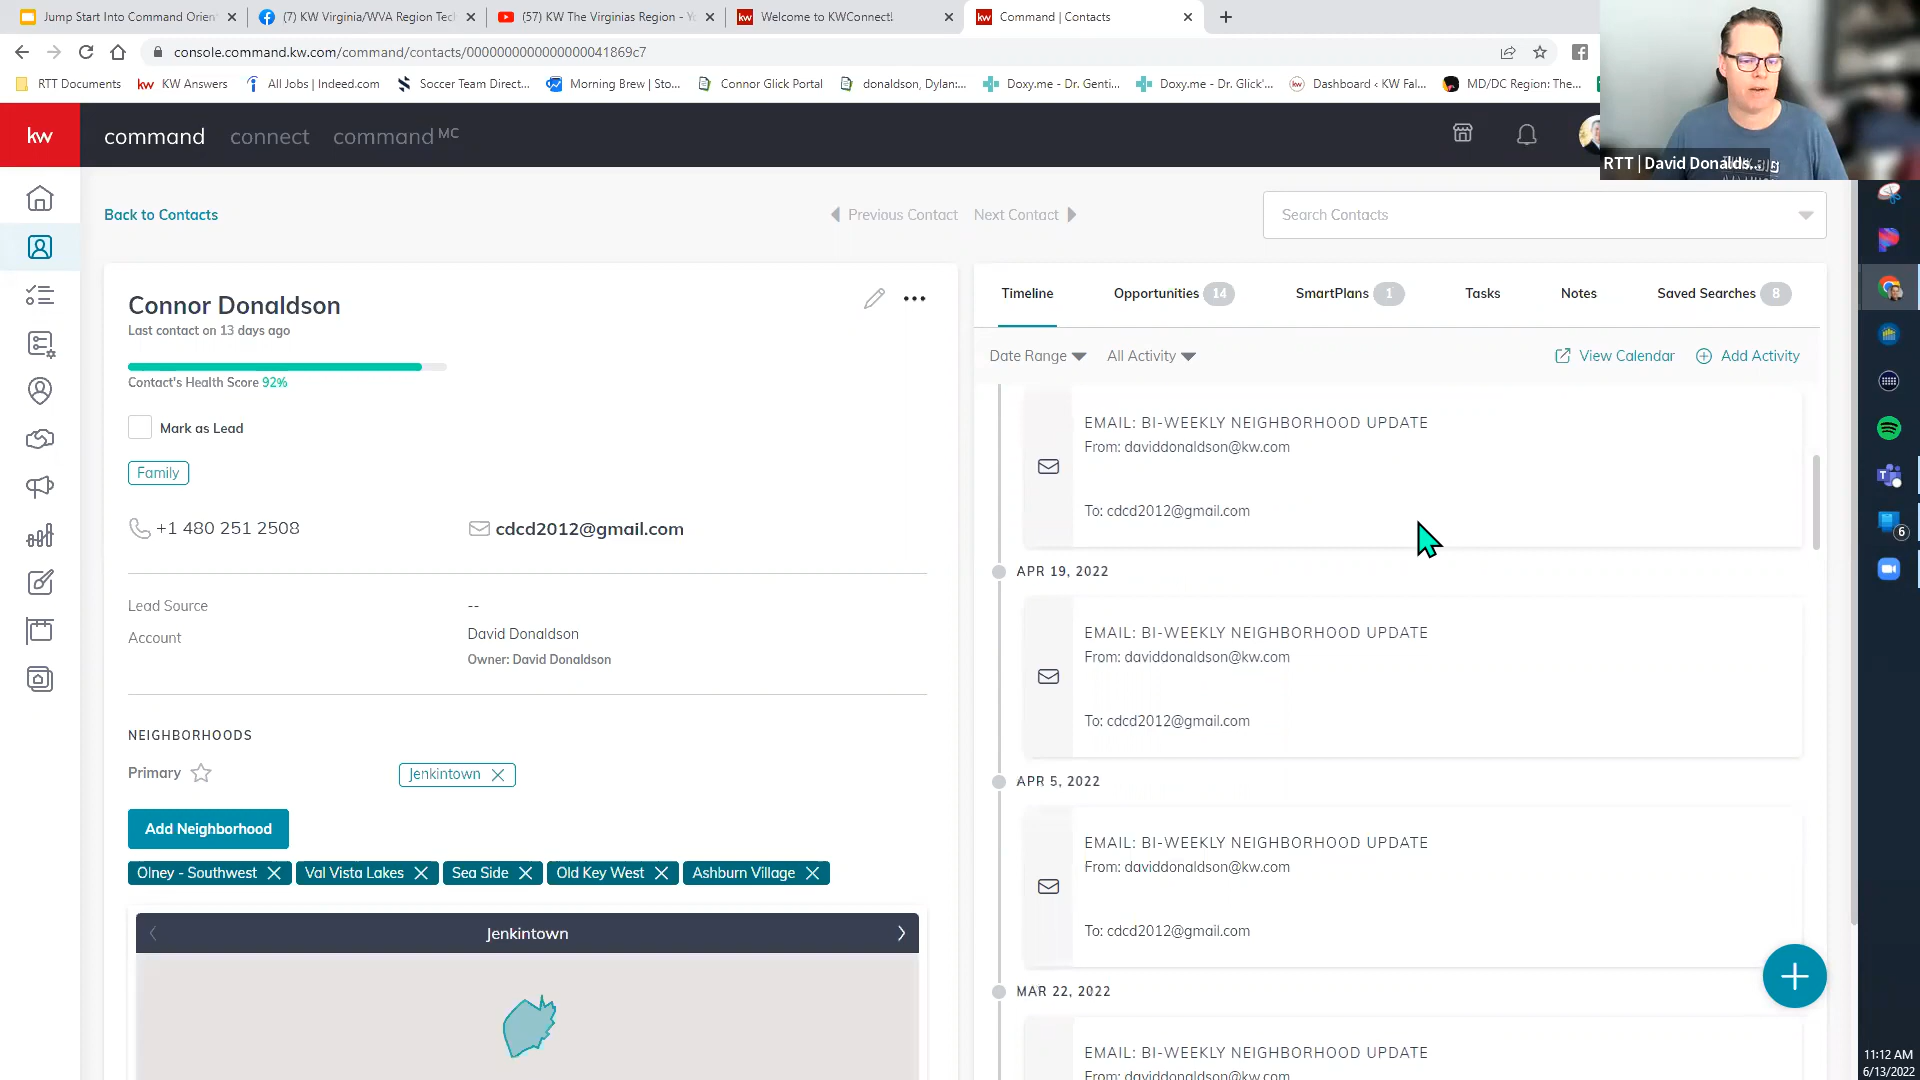 Jump Start Into Command Orien
(7) KW Virginia/WVA Region Tec
(57) KW The Virginias Region - Yo
Welcome to KWConnect!
Command | Contacts
console.command.kw.com/command/contacts/0000000000000000041869c7
RTT Documents
KW Answers
All Jobs | Indeed.com
Soccer Team Direct...
Morning Brew | Sto...
Connor Glick Portal
donaldson, Dylan:...
Doxy.me - Dr. Genti...
Doxy.me - Dr. Glick'...
Dashboard ‹ KW Fal...
MD/DC Region: The...
kw
command
connect
command MC
RTT | David Donalds...
Back to Contacts
Previous Contact
Next Contact
Search Contacts
Connor Donaldson
Last contact on 13 days ago
Contact's Health Score 92%
Mark as Lead
Family
+1 480 251 2508
cdcd2012@gmail.com
Lead Source
--
Account
David Donaldson
Owner: David Donaldson
NEIGHBORHOODS
Primary
Jenkintown
Add Neighborhood
Olney - Southwest
Val Vista Lakes
Sea Side
Old Key West
Ashburn Village
Jenkintown
Timeline
Opportunities 14
SmartPlans 1
Tasks
Notes
Saved Searches 8
Date Range
All Activity
View Calendar
Add Activity
EMAIL: BI-WEEKLY NEIGHBORHOOD UPDATE
From: daviddonaldson@kw.com
To: cdcd2012@gmail.com
APR 19, 2022
EMAIL: BI-WEEKLY NEIGHBORHOOD UPDATE
From: daviddonaldson@kw.com
To: cdcd2012@gmail.com
APR 5, 2022
EMAIL: BI-WEEKLY NEIGHBORHOOD UPDATE
From: daviddonaldson@kw.com
To: cdcd2012@gmail.com
MAR 22, 2022
EMAIL: BI-WEEKLY NEIGHBORHOOD UPDATE
From: daviddonaldson@kw.com
6
11:12 AM
6/13/2022